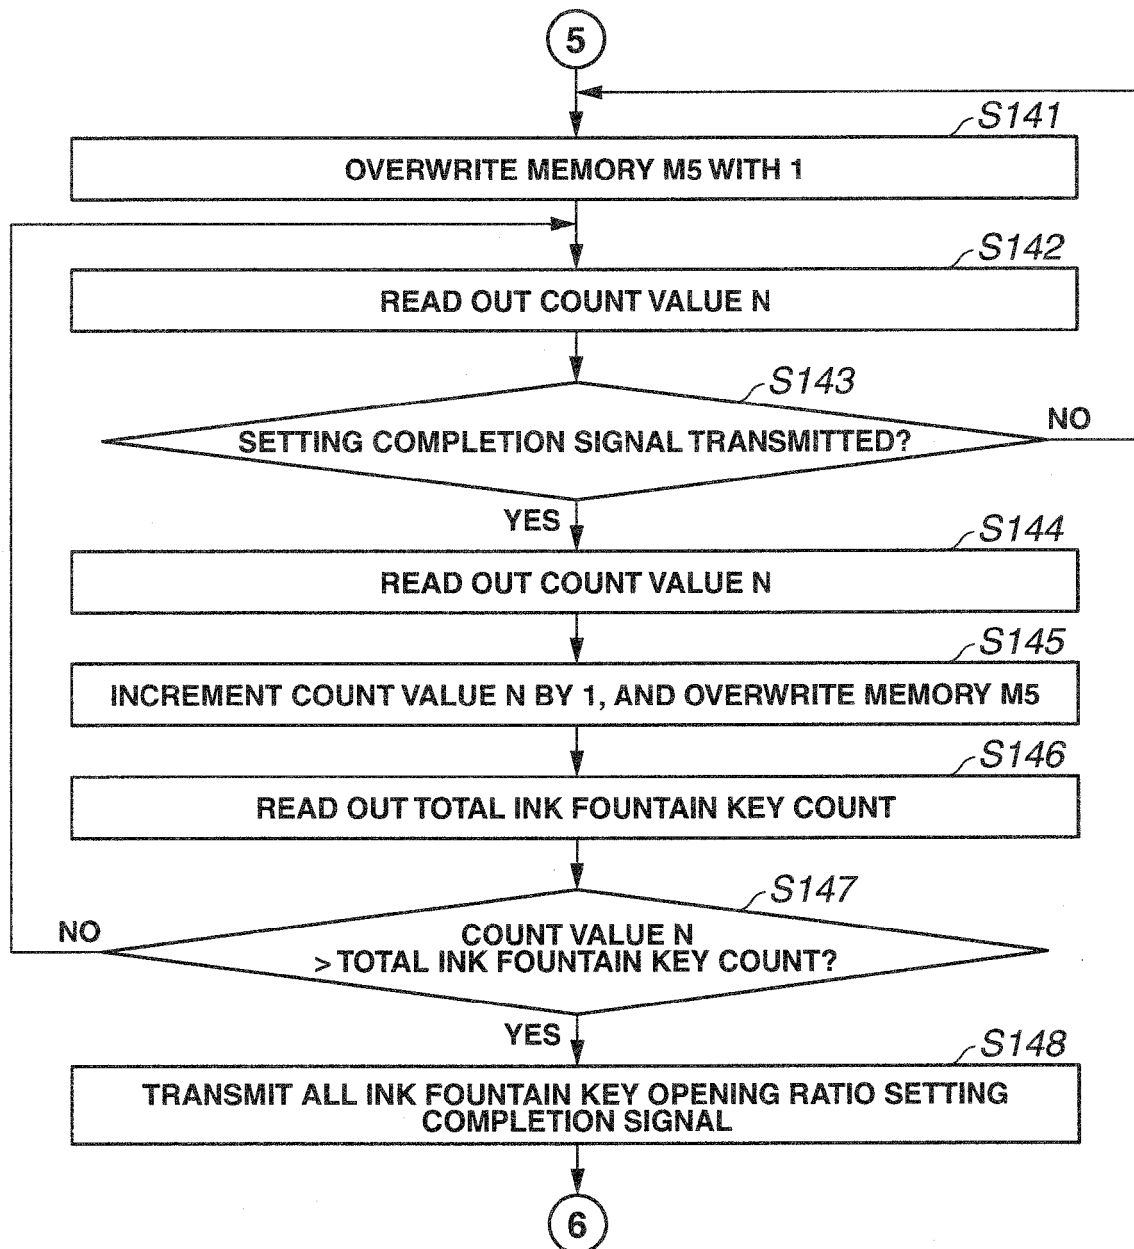 5
S141
OVERWRITE MEMORY M5 WITH 1
S142
READ OUT COUNT VALUE N
S143
SETTING COMPLETION SIGNAL TRANSMITTED?
NO
YES
S144
READ OUT COUNT VALUE N
S145
INCREMENT COUNT VALUE N BY 1, AND OVERWRITE MEMORY M5
S146
READ OUT TOTAL INK FOUNTAIN KEY COUNT
S147
NO
COUNT VALUE N
> TOTAL INK FOUNTAIN KEY COUNT?
YES
S148
TRANSMIT ALL INK FOUNTAIN KEY OPENING RATIO SETTING
COMPLETION SIGNAL
6